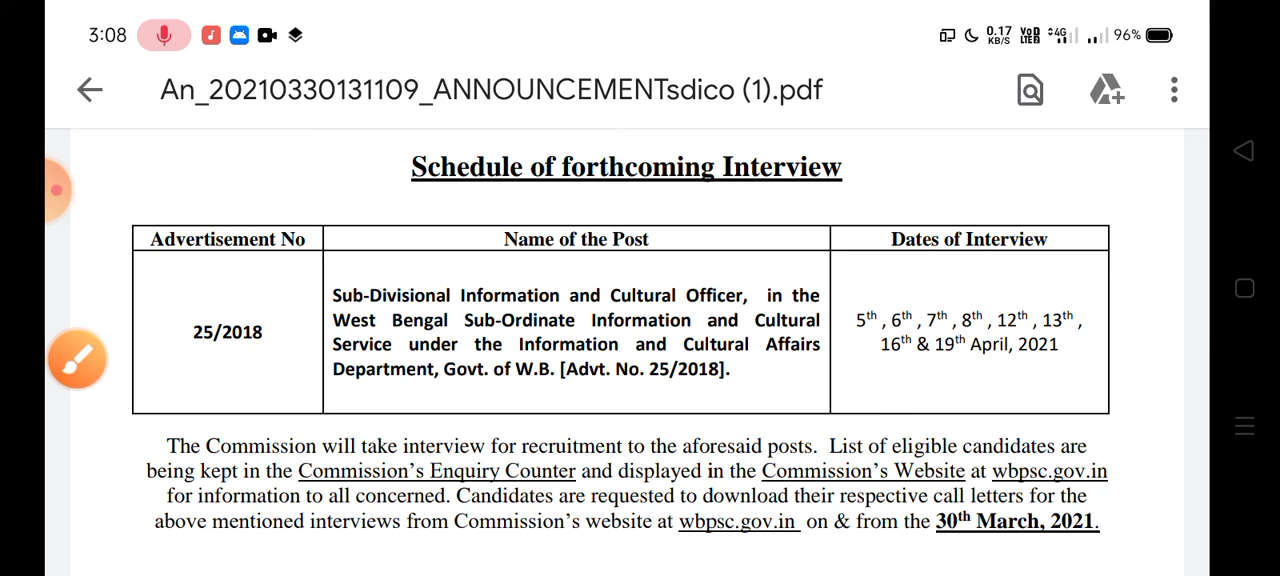 3:08
0.17 KB/S VoD LTE2 4G 96%
An_20210330131109_ANNOUNCEMENTsdico (1).pdf
Schedule of forthcoming Interview
Advertisement No Name of the Post Dates of Interview
Sub-Divisional Information and Cultural Officer, in the
West Bengal Sub-Ordinate Information and Cultural
Service under the Information and Cultural Affairs
Department, Govt. of W.B. [Advt. No. 25/2018].
25/2018
5th , 6th , 7th , 8th , 12th , 13th ,
16th & 19th April, 2021
The Commission will take interview for recruitment to the aforesaid posts. List of eligible candidates are
being kept in the Commission's Enquiry Counter and displayed in the Commission's Website at wbpsc.gov.in
for information to all concerned. Candidates are requested to download their respective call letters for the
above mentioned interviews from Commission's website at wbpsc.gov.in on & from the 30th March, 2021.